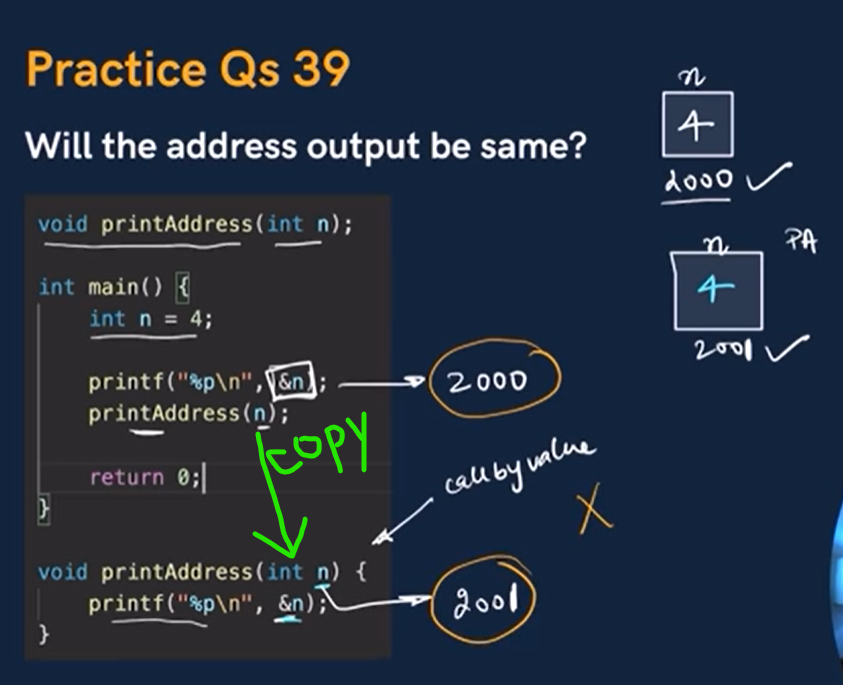 Practice Qs 39
Will the address output be same?
n
4
2000
n
PA
4
2001
void printAddress(int n);
int main() {
int n = 4;
printf("%p\n", &n);
2000
printAddress(n);
COPY
return 0;
}
call by value
X
void printAddress(int n) {
printf("%p\n", &n);
2001
}